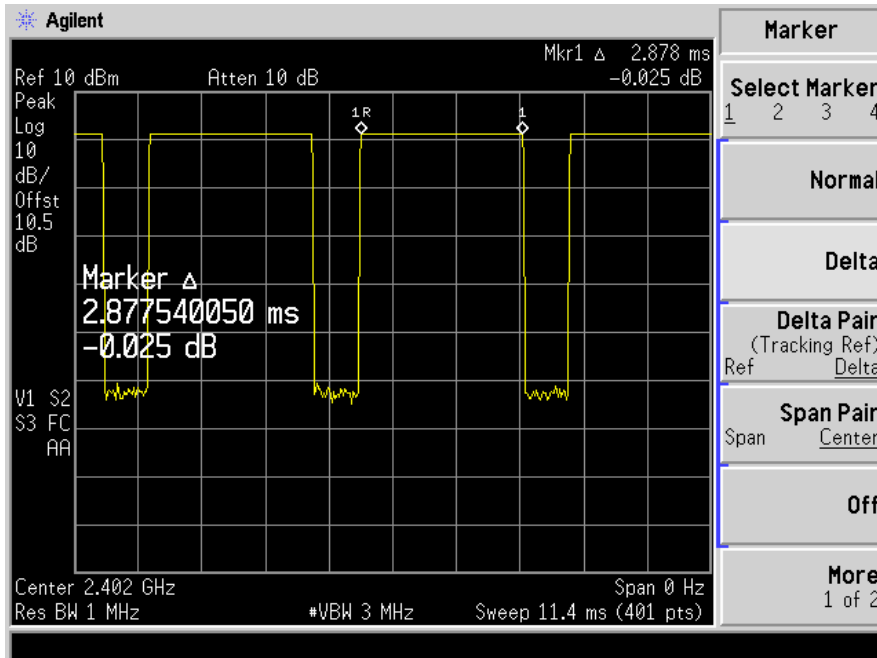 Agilent
Mkr1 Δ 2.878 ms
Ref 10 dBm Atten 10 dB -0.025 dB
Peak
Log
10
dB/
Offst
10.5
dB
1R
1
Marker Δ
2.877540050 ms
-0.025 dB
V1 S2
S3 FC
AA
Center 2.402 GHz Span 0 Hz
Res BW 1 MHz #VBW 3 MHz Sweep 11.4 ms (401 pts)
Marker
Select Marker
1 2 3 4
Normal
Delta
Delta Pair
(Tracking Ref)
Ref Delta
Span Pair
Span Center
Off
More
1 of 2